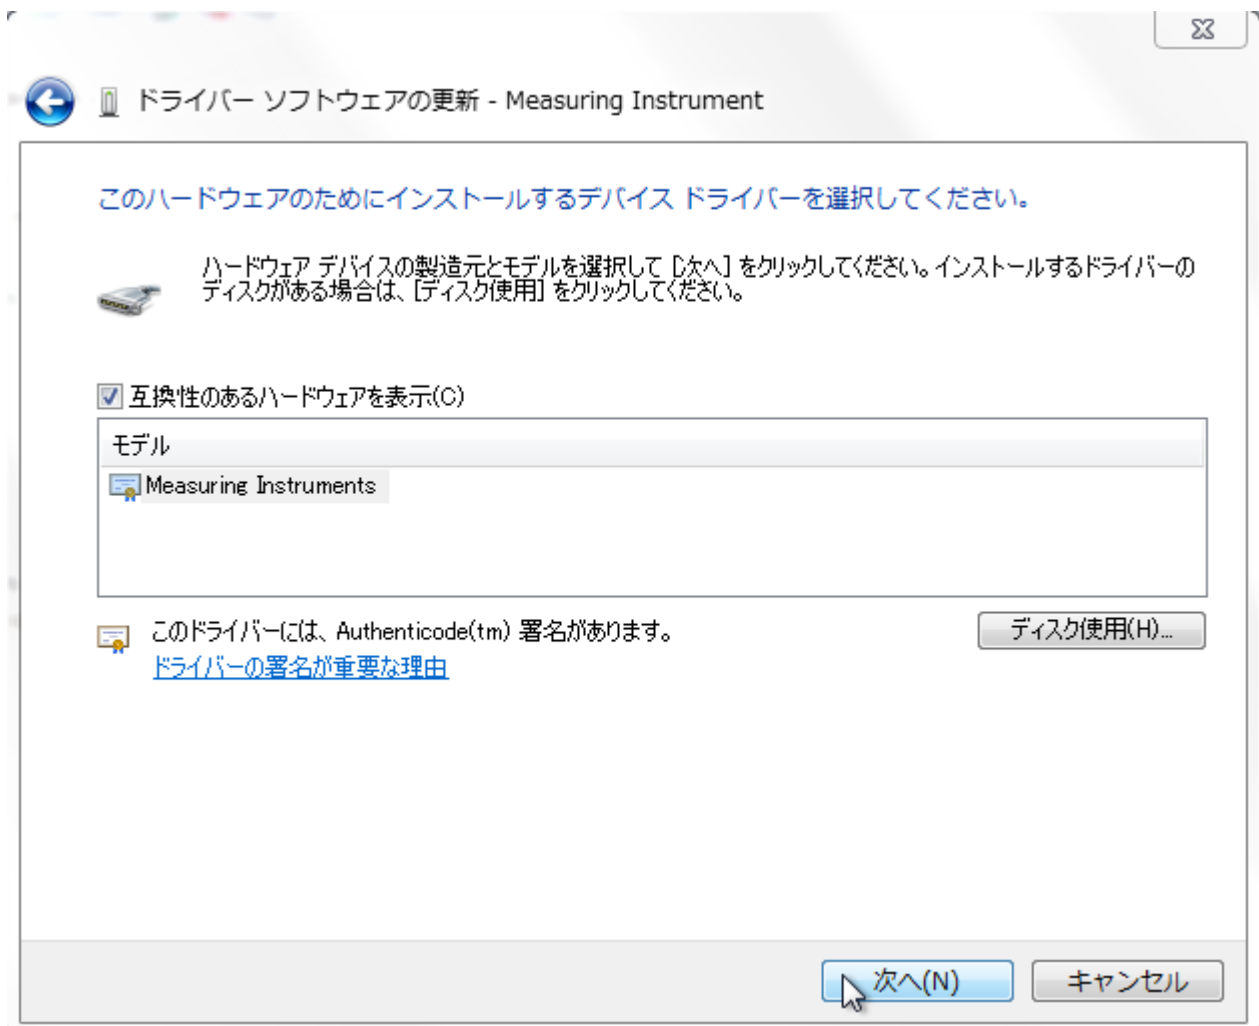 ドライバー ソフトウェアの更新 - Measuring Instrument
このハードウェアのためにインストールするデバイス ドライバーを選択してください。
ハードウェア デバイスの製造元とモデルを選択して [次へ] をクリックしてください。インストールするドライバーの
ディスクがある場合は、[ディスク使用] をクリックしてください。
互換性のあるハードウェアを表示(C)
モデル
Measuring Instruments
このドライバーには、Authenticode(tm) 署名があります。
ディスク使用(H)...
ドライバーの署名が重要な理由
次へ(N)
キャンセル